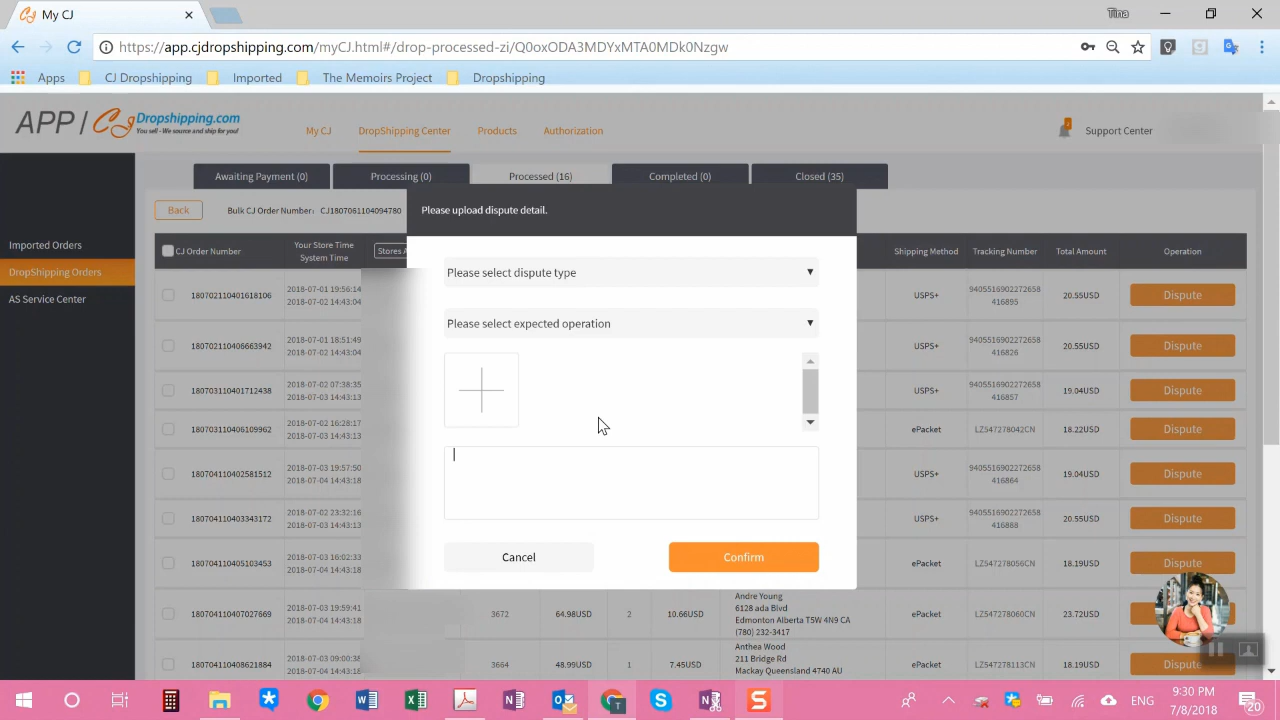 My CJ
Tina
https://app.cjdropshipping.com/myCJ.html#/drop-processed-zi/Q0oxODA3MDYxMTA0MDk0Nzgw
Apps
CJ Dropshipping
Imported
The Memoirs Project
Dropshipping
APP / CJ Dropshipping.com
You sell - We source and ship for you!
My CJ
DropShipping Center
Products
Authorization
4
Support Center
Awaiting Payment (0)
Processing (0)
Processed (16)
Completed (0)
Closed (35)
Back
Bulk CJ Order Number: CJ1807061104094780
Please upload dispute detail.
Imported Orders
DropShipping Orders
AS Service Center
CJ Order Number
Your Store Time
System Time
Stores A
Shipping Method
Tracking Number
Total Amount
Operation
Please select dispute type
Please select expected operation
Cancel
Confirm
180702110401618106
2018-07-01 19:56:14
2018-07-02 14:43:04
USPS+
9405516902272658
416895
20.55USD
Dispute
180702110406663942
2018-07-01 18:51:49
2018-07-02 14:43:04
USPS+
9405516902272658
416826
20.55USD
Dispute
180703110401712438
2018-07-02 07:38:35
2018-07-03 14:43:13
USPS+
9405516902272658
416857
19.04USD
Dispute
180703110406109962
2018-07-02 16:28:17
2018-07-03 14:43:13
ePacket
LZ547278042CN
18.22USD
Dispute
180704110402581512
2018-07-03 19:57:50
2018-07-04 14:43:13
USPS+
9405516902272658
416864
19.04USD
Dispute
180704110403343172
2018-07-02 23:32:16
2018-07-04 14:43:13
USPS+
9405516902272658
416888
20.55USD
Dispute
180704110405103453
2018-07-03 16:02:33
2018-07-04 14:43:18
ePacket
LZ547278056CN
18.19USD
Dispute
180704110407027669
2018-07-03 19:59:41
2018-07-04 14:43:18
3672
64.98USD
2
10.66USD
Andre Young
6128 ada Blvd
Edmonton Alberta T5W 4N9 CA
(780) 232-3417
ePacket
LZ547278060CN
23.72USD
180704110408621884
2018-07-03 09:00:38
2018-07-04 14:43:18
3664
48.99USD
1
7.45USD
Anthea Wood
211 Bridge Rd
Mackay Queensland 4740 AU
ePacket
LZ547278113CN
18.19USD
Dispute
ENG
9:30 PM
7/8/2018
20